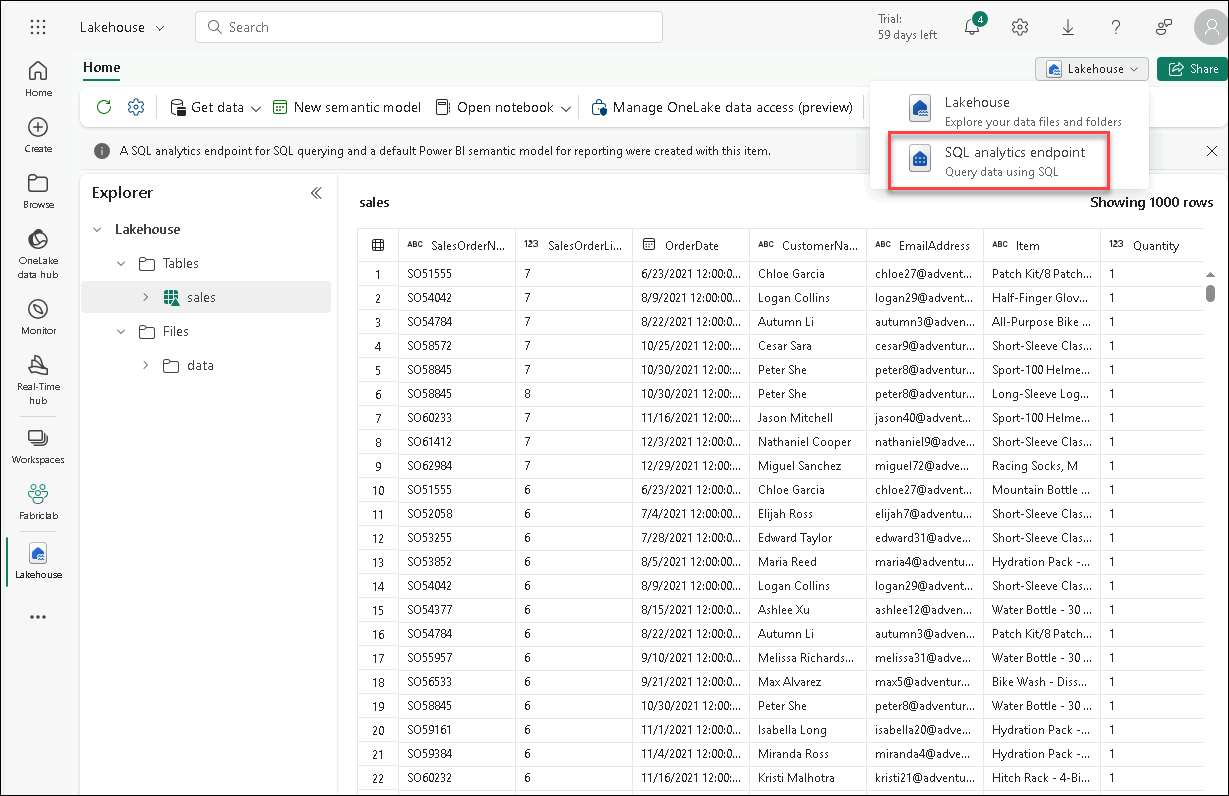 Lakehouse
Search
Trial:
59 days left
4
Home
Create
Browse
OneLake
data hub
Monitor
Real-Time
hub
Workspaces
Fabriclab
Lakehouse
Home
Lakehouse
Share
Get data
New semantic model
Open notebook
Manage OneLake data access (preview)
Lakehouse
Explore your data files and folders
SQL analytics endpoint
Query data using SQL
A SQL analytics endpoint for SQL querying and a default Power BI semantic model for reporting were created with this item.
Explorer
Lakehouse
Tables
sales
Files
data
sales
Showing 1000 rows
ABC SalesOrderN... 123 SalesOrderLi... OrderDate ABC CustomerNa... ABC EmailAddress ABC Item 123 Quantity
1 SO51555 7 6/23/2021 12:00:0... Chloe Garcia chloe27@advent... Patch Kit/8 Patch... 1
2 SO54042 7 8/9/2021 12:00:00... Logan Collins logan29@advent... Half-Finger Glov... 1
3 SO54784 7 8/22/2021 12:00:0... Autumn Li autumn3@adven... All-Purpose Bike ... 1
4 SO58572 7 10/25/2021 12:00:... Cesar Sara cesar9@adventur... Short-Sleeve Clas... 1
5 SO58845 7 10/30/2021 12:00:... Peter She peter8@adventur... Sport-100 Helme... 1
6 SO58845 8 10/30/2021 12:00:... Peter She peter8@adventur... Long-Sleeve Log... 1
7 SO60233 7 11/16/2021 12:00:... Jason Mitchell jason40@advent... Sport-100 Helme... 1
8 SO61412 7 12/3/2021 12:00:0... Nathaniel Cooper nathaniel9@adve... Short-Sleeve Clas... 1
9 SO62984 7 12/29/2021 12:00:... Miguel Sanchez miguel72@adve... Racing Socks, M 1
10 SO51555 6 6/23/2021 12:00:0... Chloe Garcia chloe27@advent... Mountain Bottle ... 1
11 SO52058 6 7/4/2021 12:00:00... Elijah Ross elijah7@adventu... Short-Sleeve Clas... 1
12 SO53255 6 7/28/2021 12:00:0... Edward Taylor edward31@adve... Short-Sleeve Clas... 1
13 SO53852 6 8/5/2021 12:00:00... Maria Reed maria4@adventu... Hydration Pack -... 1
14 SO54042 6 8/9/2021 12:00:00... Logan Collins logan29@advent... Short-Sleeve Clas... 1
15 SO54377 6 8/15/2021 12:00:0... Ashlee Xu ashlee12@advent... Water Bottle - 30 ... 1
16 SO54784 6 8/22/2021 12:00:0... Autumn Li autumn3@adven... Patch Kit/8 Patch... 1
17 SO55957 6 9/10/2021 12:00:0... Melissa Richards... melissa31@adve... Water Bottle - 30 ... 1
18 SO56533 6 9/21/2021 12:00:0... Max Alvarez max5@adventur... Bike Wash - Diss... 1
19 SO58845 6 10/30/2021 12:00:... Peter She peter8@adventur... Water Bottle - 30 ... 1
20 SO59161 6 11/1/2021 12:00:0... Isabella Long isabella20@adve... Hydration Pack -... 1
21 SO59384 6 11/4/2021 12:00:0... Miranda Ross miranda4@adve... Hydration Pack -... 1
22 SO60232 6 11/16/2021 12:00:... Kristi Malhotra kristi21@adventu... Hitch Rack - 4-Bi... 1